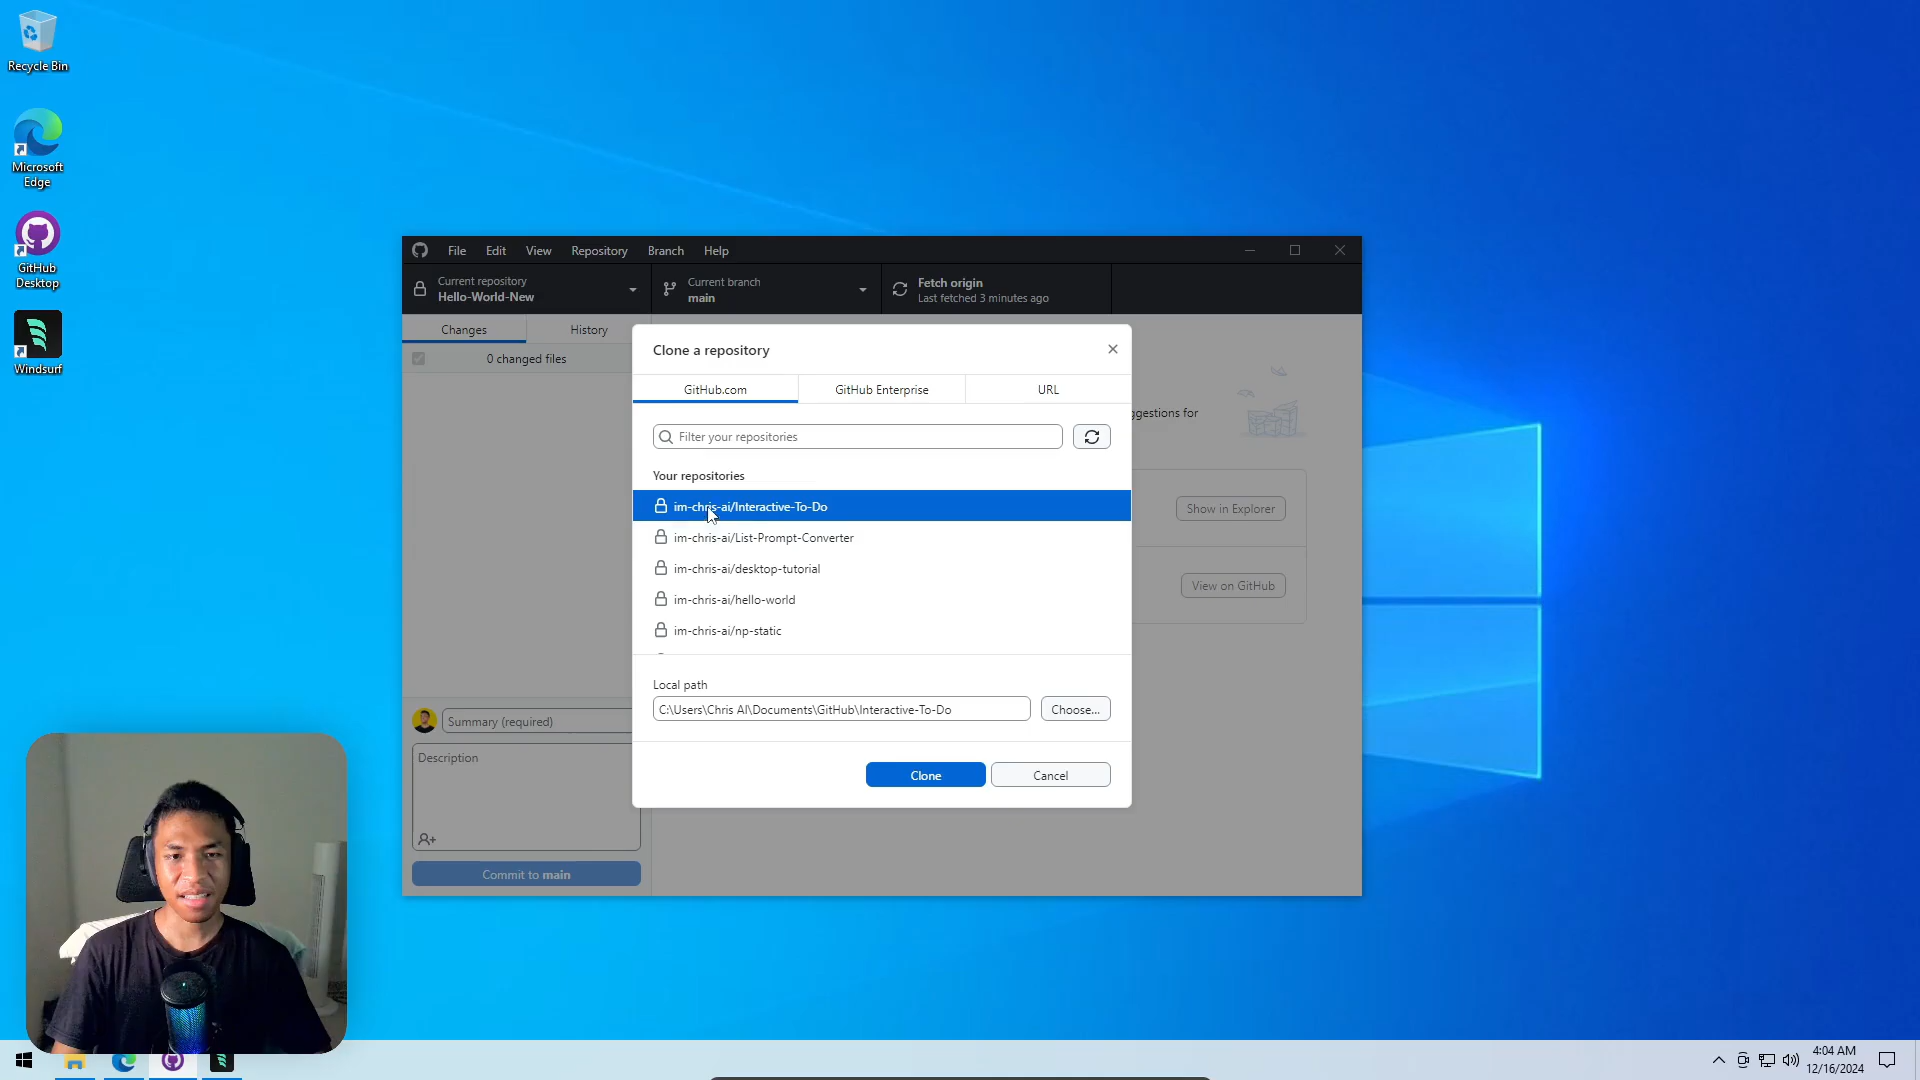 Recycle Bin
Microsoft
Edge
GitHub
Desktop
Windsurf
File Edit View Repository Branch Help
Current repository
Hello-World-New
Current branch
main
Fetch origin
Last fetched 3 minutes ago
Changes
History
0 changed files
Clone a repository
GitHub.com
GitHub Enterprise
URL
Filter your repositories
Your repositories
im-chris-ai/Interactive-To-Do
im-chris-ai/List-Prompt-Converter
im-chris-ai/desktop-tutorial
im-chris-ai/hello-world
im-chris-ai/np-static
Local path
C:\Users\Chris AI\Documents\GitHub\Interactive-To-Do
Choose...
Clone
Cancel
ggestions for
Show in Explorer
View on GitHub
Summary (required)
Description
Commit to main
4:04 AM
12/16/2024